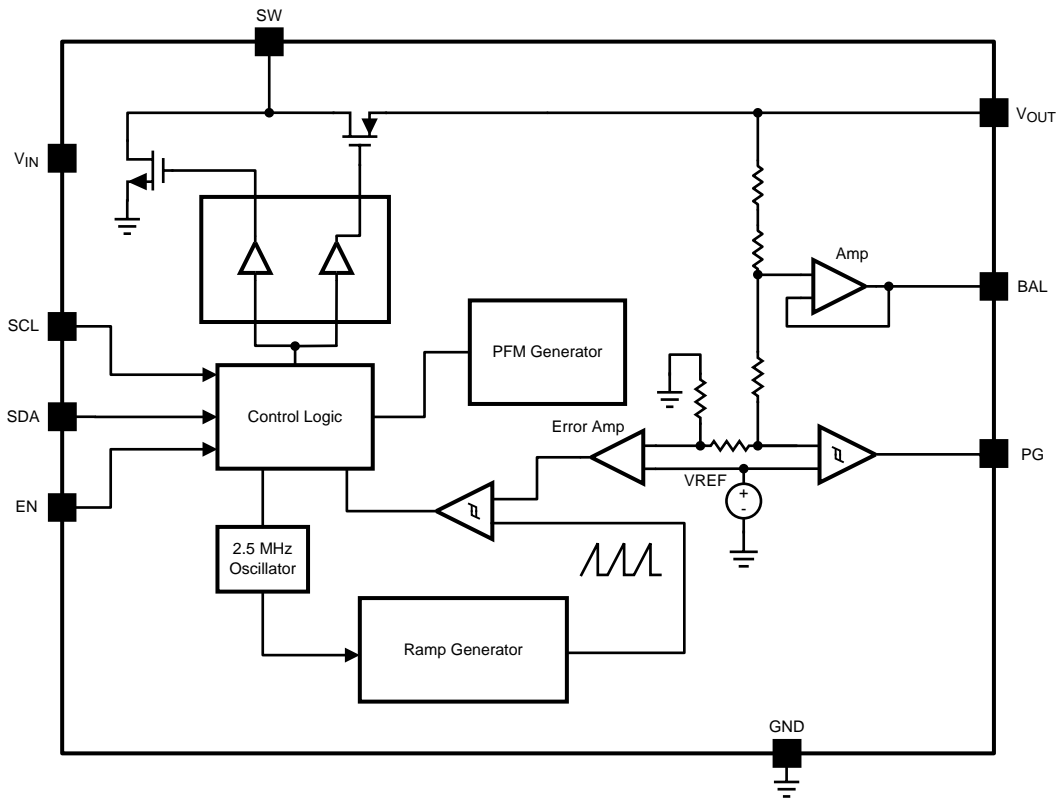 SW
VOUT
VIN
Amp
BAL
SCL
PFM Generator
SDA
Control Logic
Error Amp
VREF
+
-
PG
EN
2.5 MHz
Oscillator
Ramp Generator
GND